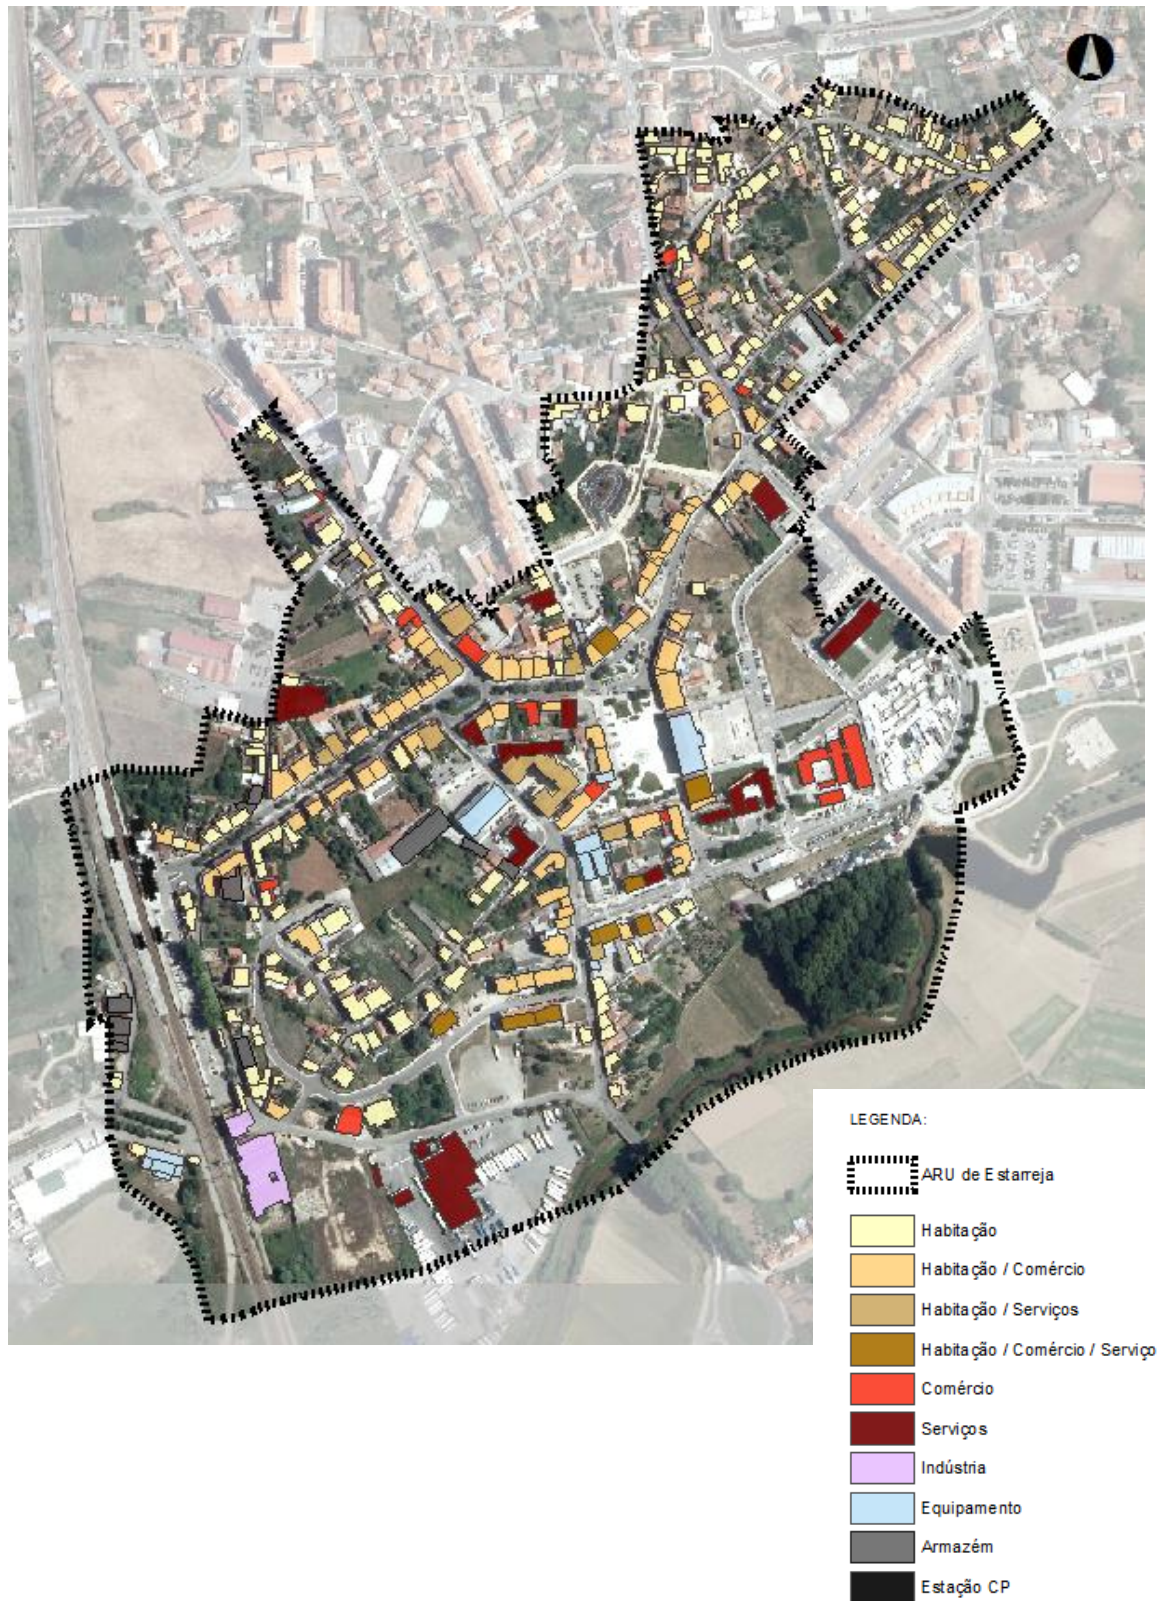 LEGENDA:
ARU de Estarreja
Habitação
Habitação / Comércio
Habitação / Serviços
Habitação / Comércio / Serviço
Comércio
Serviços
Indústria
Equipamento
Armazém
Estação CP